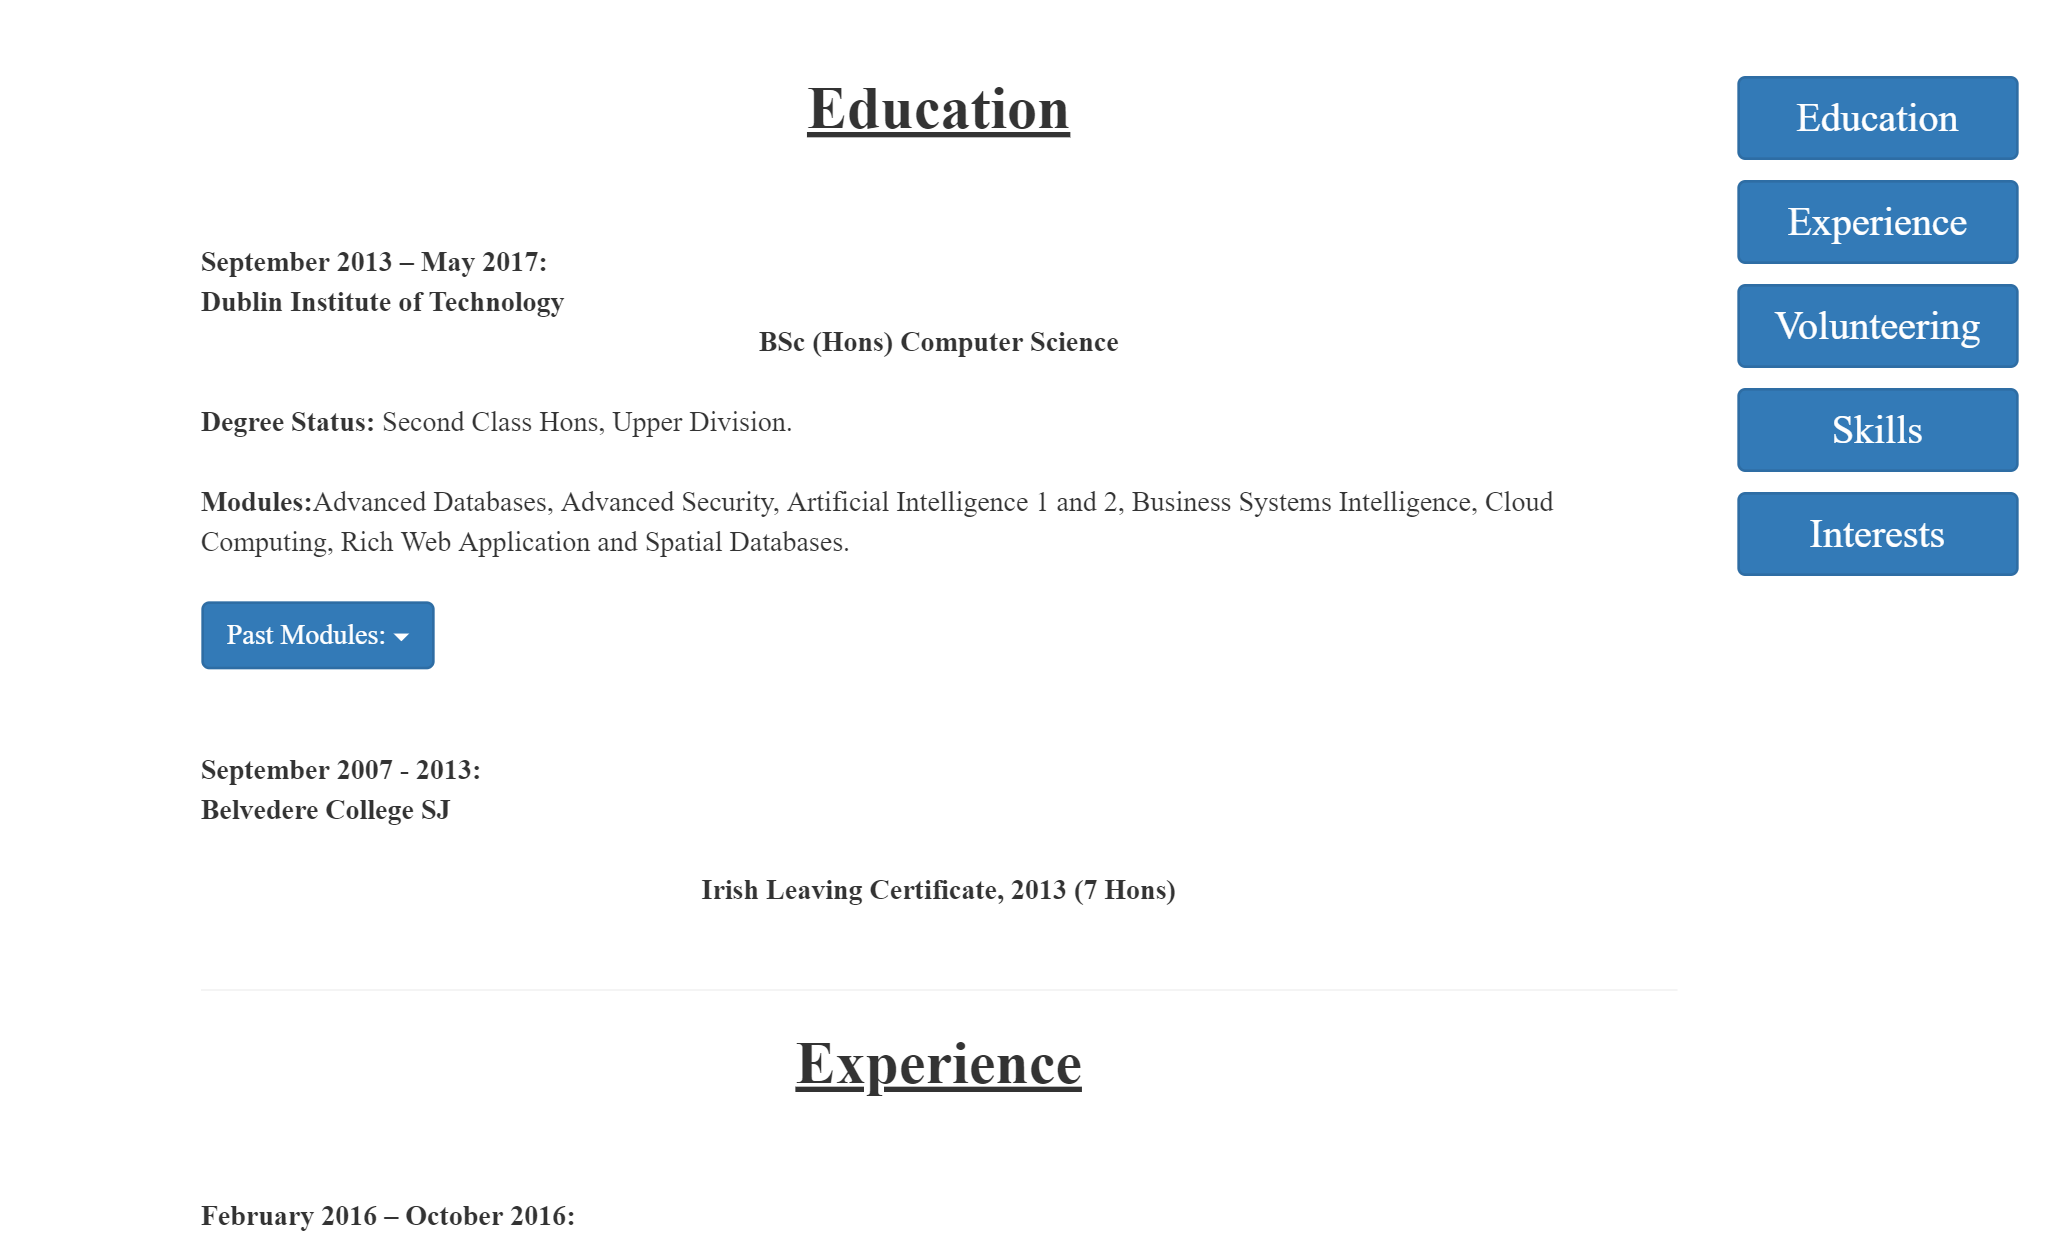 Education
September 2013 – May 2017:
Dublin Institute of Technology
BSc (Hons) Computer Science
Degree Status: Second Class Hons, Upper Division.
Modules:Advanced Databases, Advanced Security, Artificial Intelligence 1 and 2, Business Systems Intelligence, Cloud
Computing, Rich Web Application and Spatial Databases.
Past Modules:
September 2007 - 2013:
Belvedere College SJ
Irish Leaving Certificate, 2013 (7 Hons)
Experience
February 2016 – October 2016:
Education
Experience
Volunteering
Skills
Interests